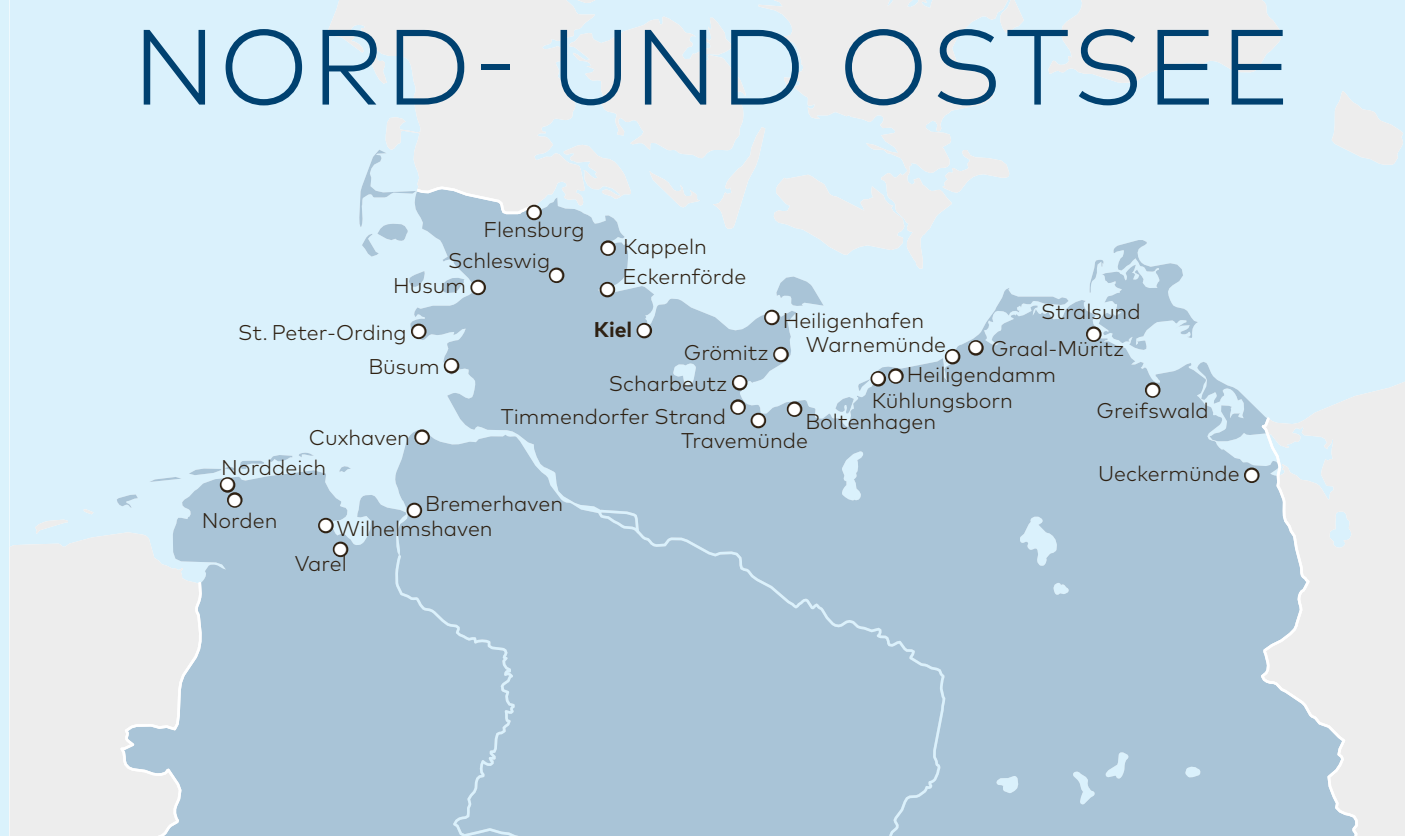 NORD- UND OSTSEE
Flensburg
Kappeln
Schleswig
Eckernförde
Husum
St. Peter-Ording
Kiel
Heiligenhafen
Stralsund
Büsum
Grömitz
Warnemünde
Graal-Müritz
Scharbeutz
Heiligendamm
Kühlungsborn
Greifswald
Timmendorfer Strand
Boltenhagen
Travemünde
Cuxhaven
Norddeich
Ueckermünde
Norden
Bremerhaven
Wilhelmshaven
Varel